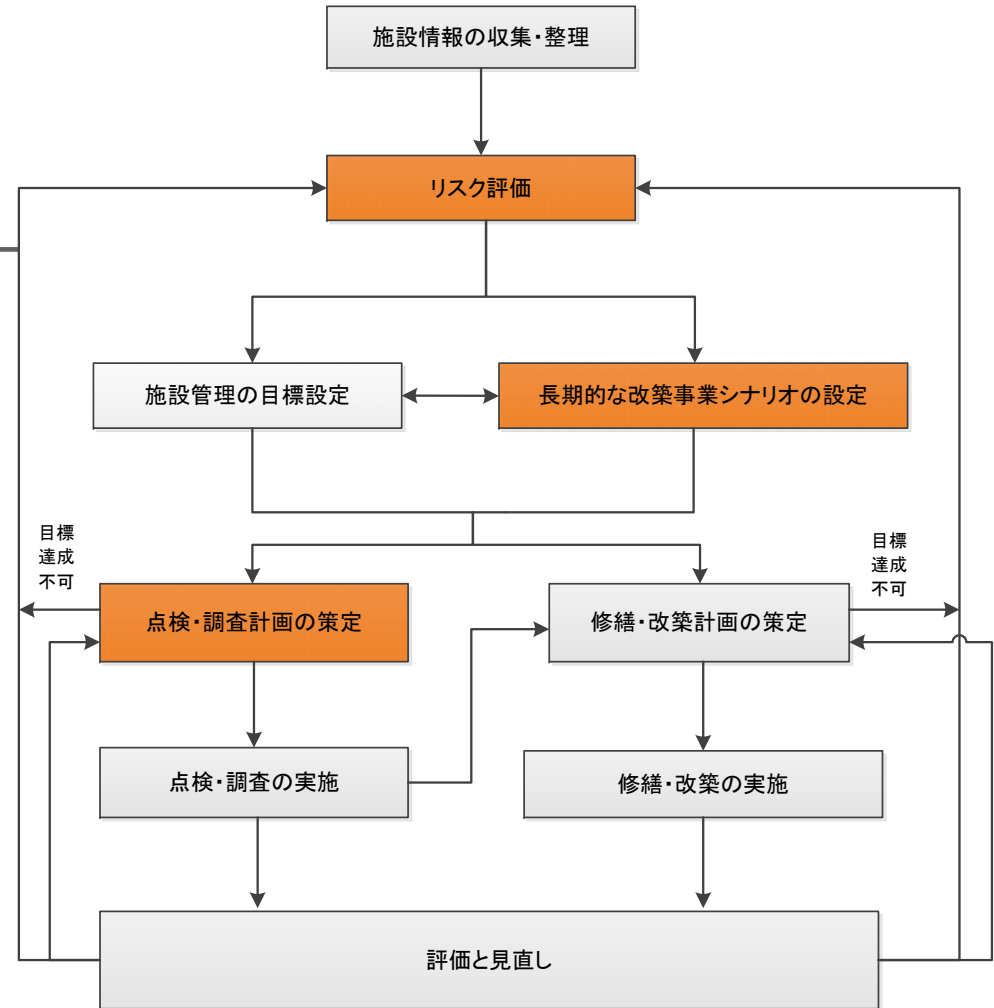 施設情報の収集・整理
リスク評価
施設管理の目標設定
長期的な改築事業シナリオの設定
目標
達成
不可
目標
達成
不可
点検・調査計画の策定
修繕・改築計画の策定
点検・調査の実施
修繕・改築の実施
評価と見直し